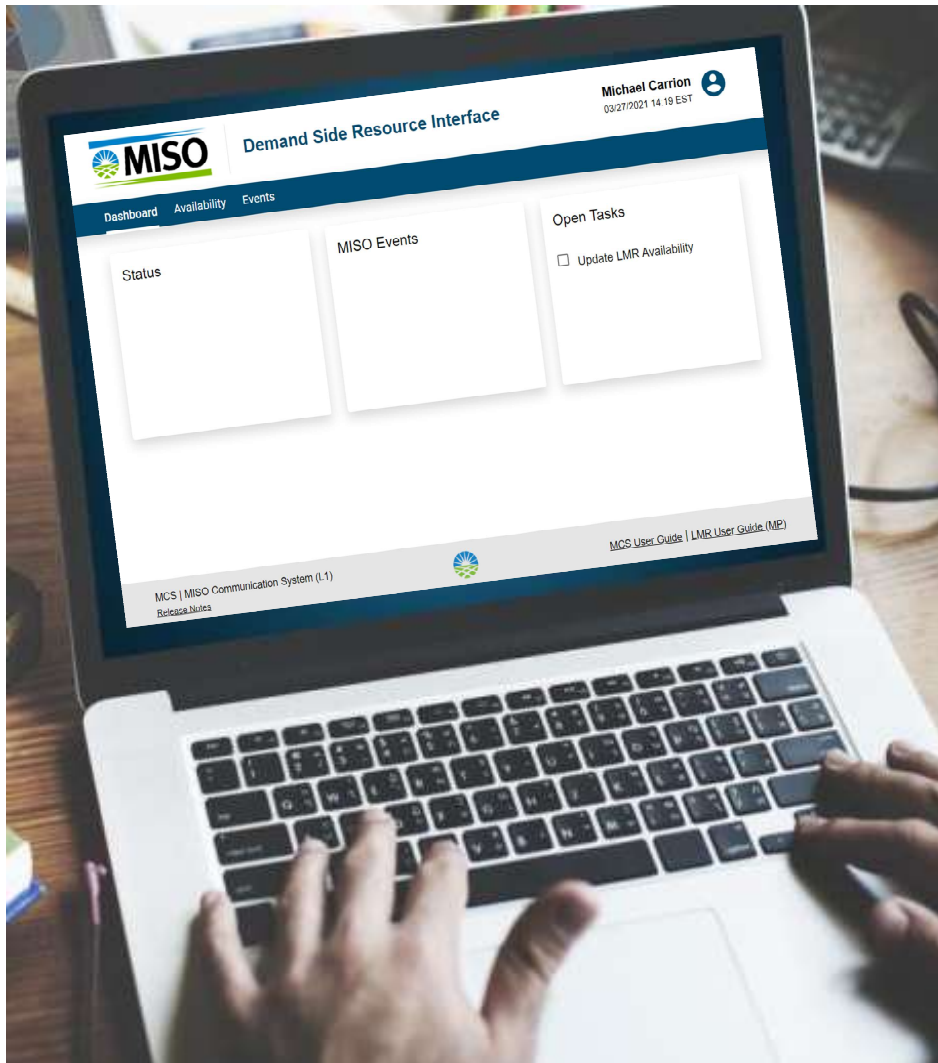 MISO
Demand Side Resource Interface
Michael Carrion
03/27/2021 14 19 EST
Dashboard Availability Events
Status
MISO Events
Open Tasks
Update LMR Availability
MCS | MISO Communication System (L1)
Release Notes
MCS User Guide | LMR User Guide (MP)